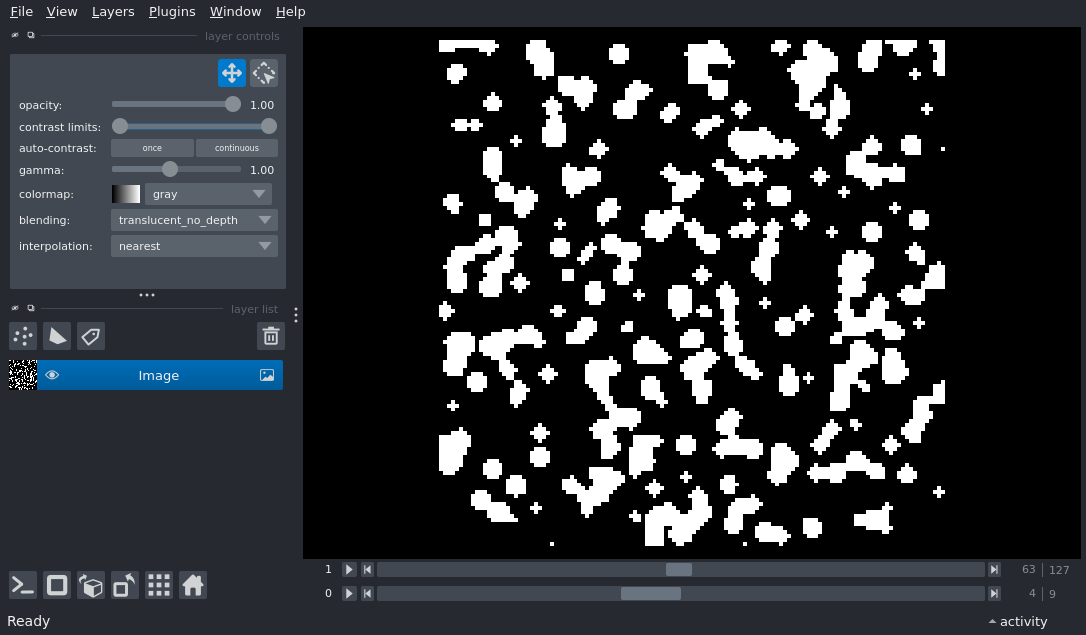 File View Layers Plugins Window Help
layer controls
opacity: 1.00
contrast limits:
auto-contrast: once continuous
gamma: 1.00
colormap: gray
blending: translucent_no_depth
interpolation: nearest
layer list
Image
1 63 127
0 4 9
Ready activity